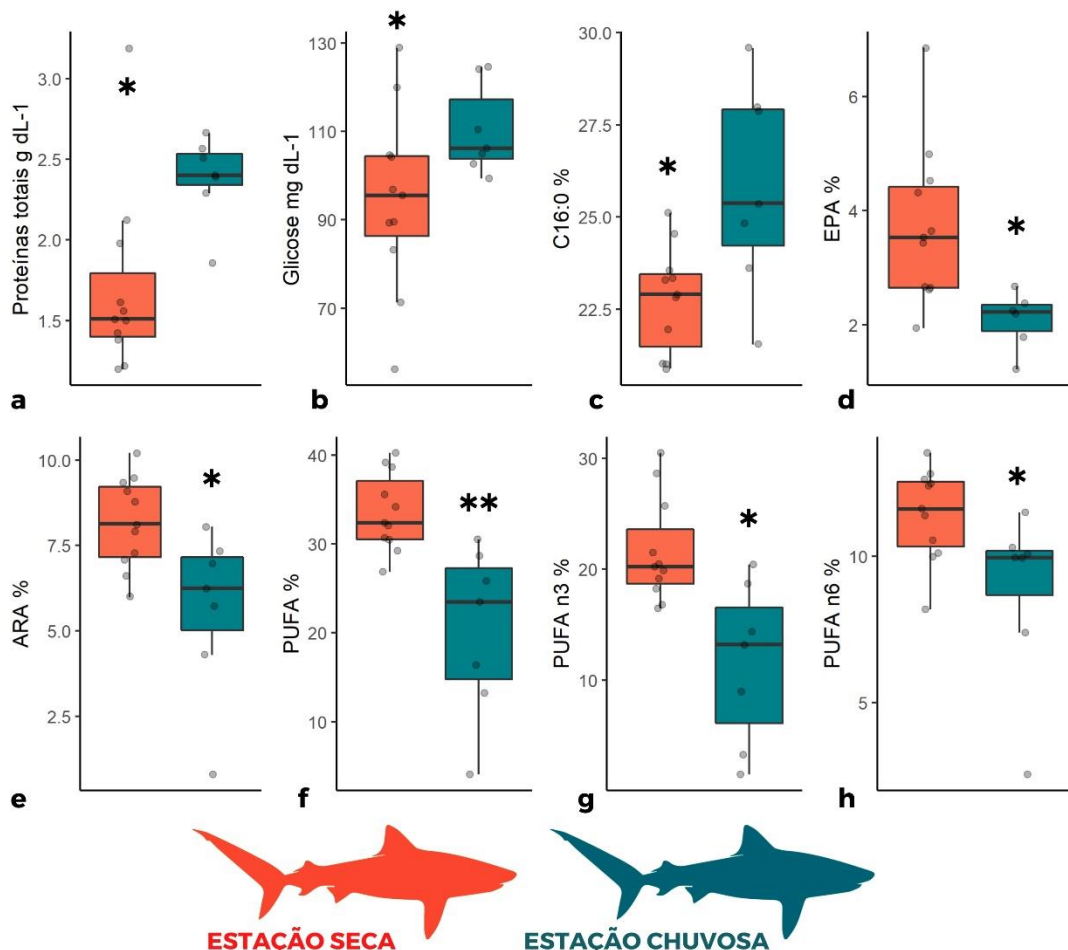 Proteínas totais g dL-1
3.0
2.5
2.0
1.5
*
a
Glicose mg dL-1
130
110
90
70
*
b
C16:0 %
30.0
27.5
25.0
22.5
*
c
EPA %
6
4
2
*
d
ARA %
10.0
7.5
5.0
2.5
*
e
PUFA %
40
30
20
10
**
f
PUFA n3 %
30
20
10
*
g
PUFA n6 %
10
5
*
h
ESTAÇÃO SECA
ESTAÇÃO CHUVOSA